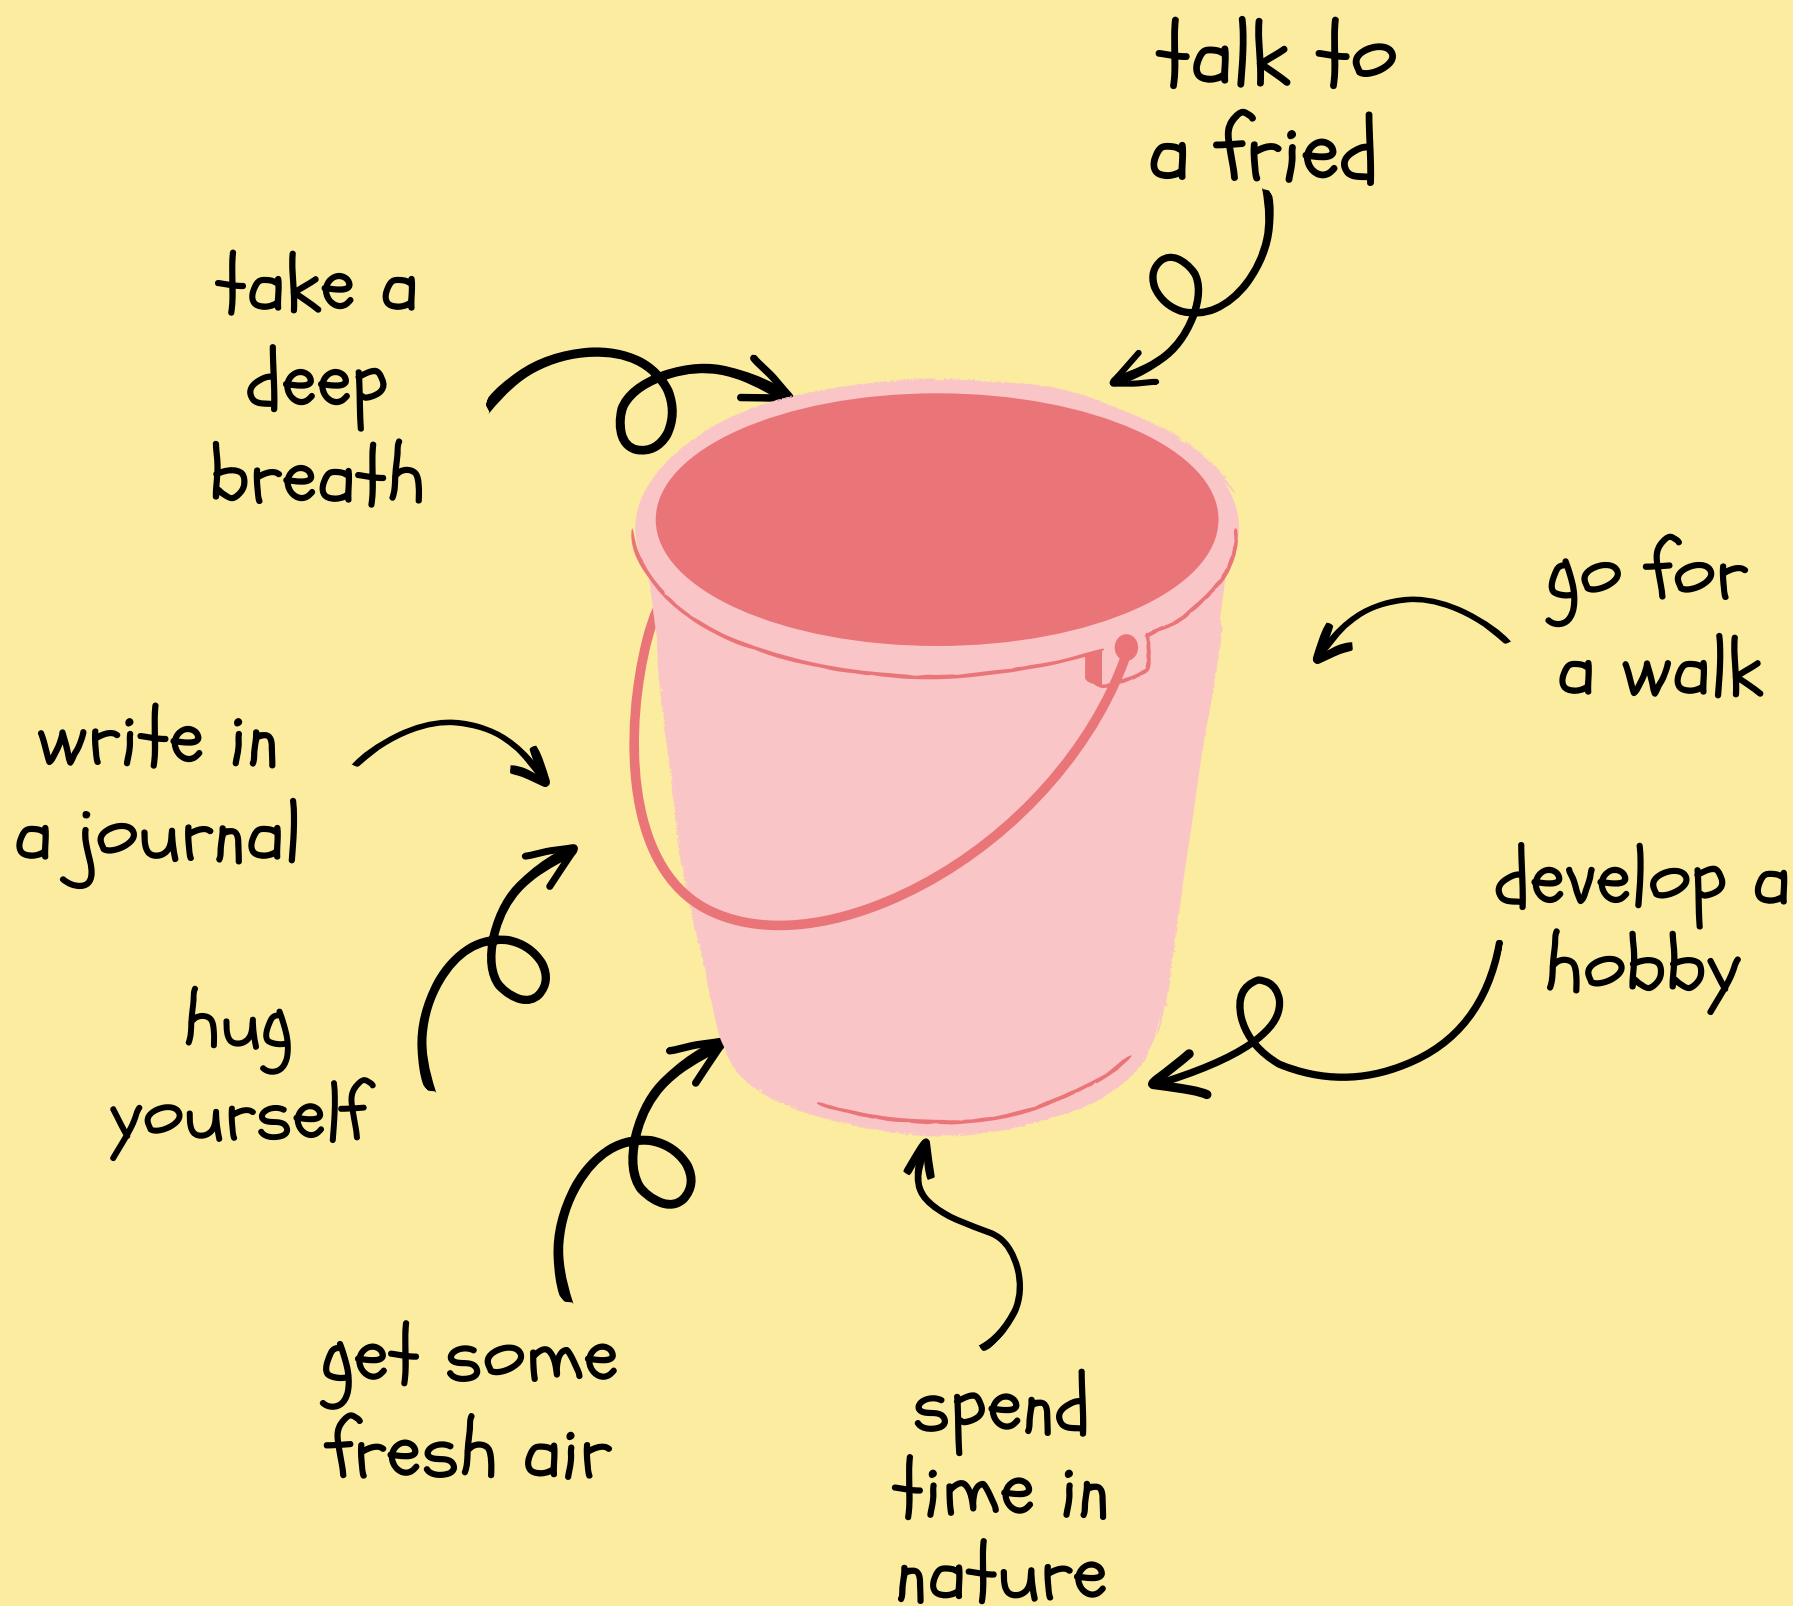 talk to
a fried
take a
deep
breath
go for
a walk
write in
a journal
develop a
hobby
hug
yourself
get some
fresh air
spend
time in
nature